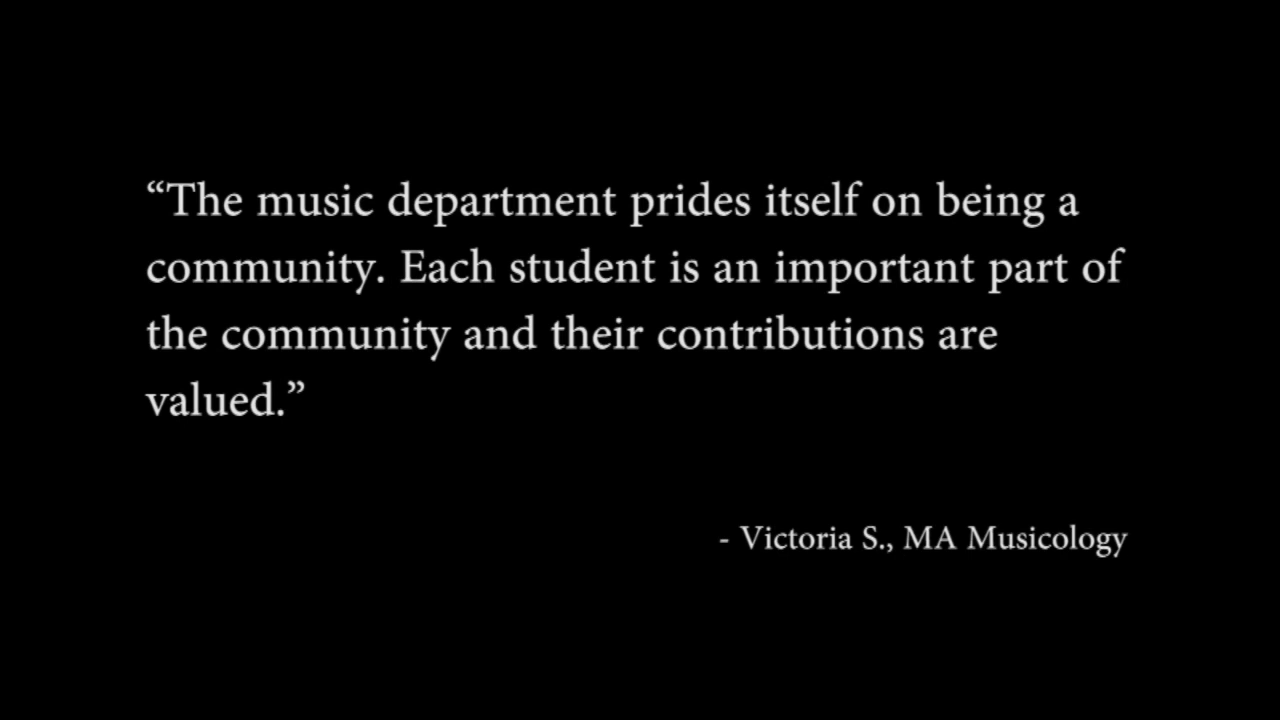 “The music department prides itself on being a
community. Each student is an important part of
the community and their contributions are
valued.”
- Victoria S., MA Musicology